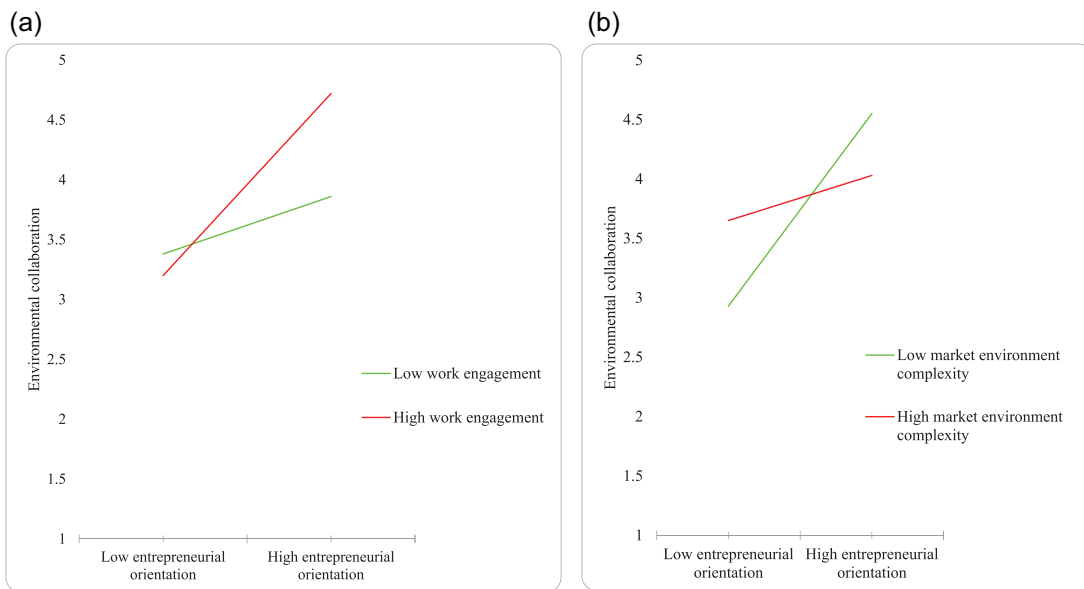 (a)
5
4.5
4
3.5
3
2.5
2
1.5
1
Environmental collaboration
Low work engagement
High work engagement
Low entrepreneurial
orientation
High entrepreneurial
orientation
(b)
5
4.5
4
3.5
3
2.5
2
1.5
1
Environmental collaboration
Low market environment
complexity
High market environment
complexity
Low entrepreneurial
orientation
High entrepreneurial
orientation